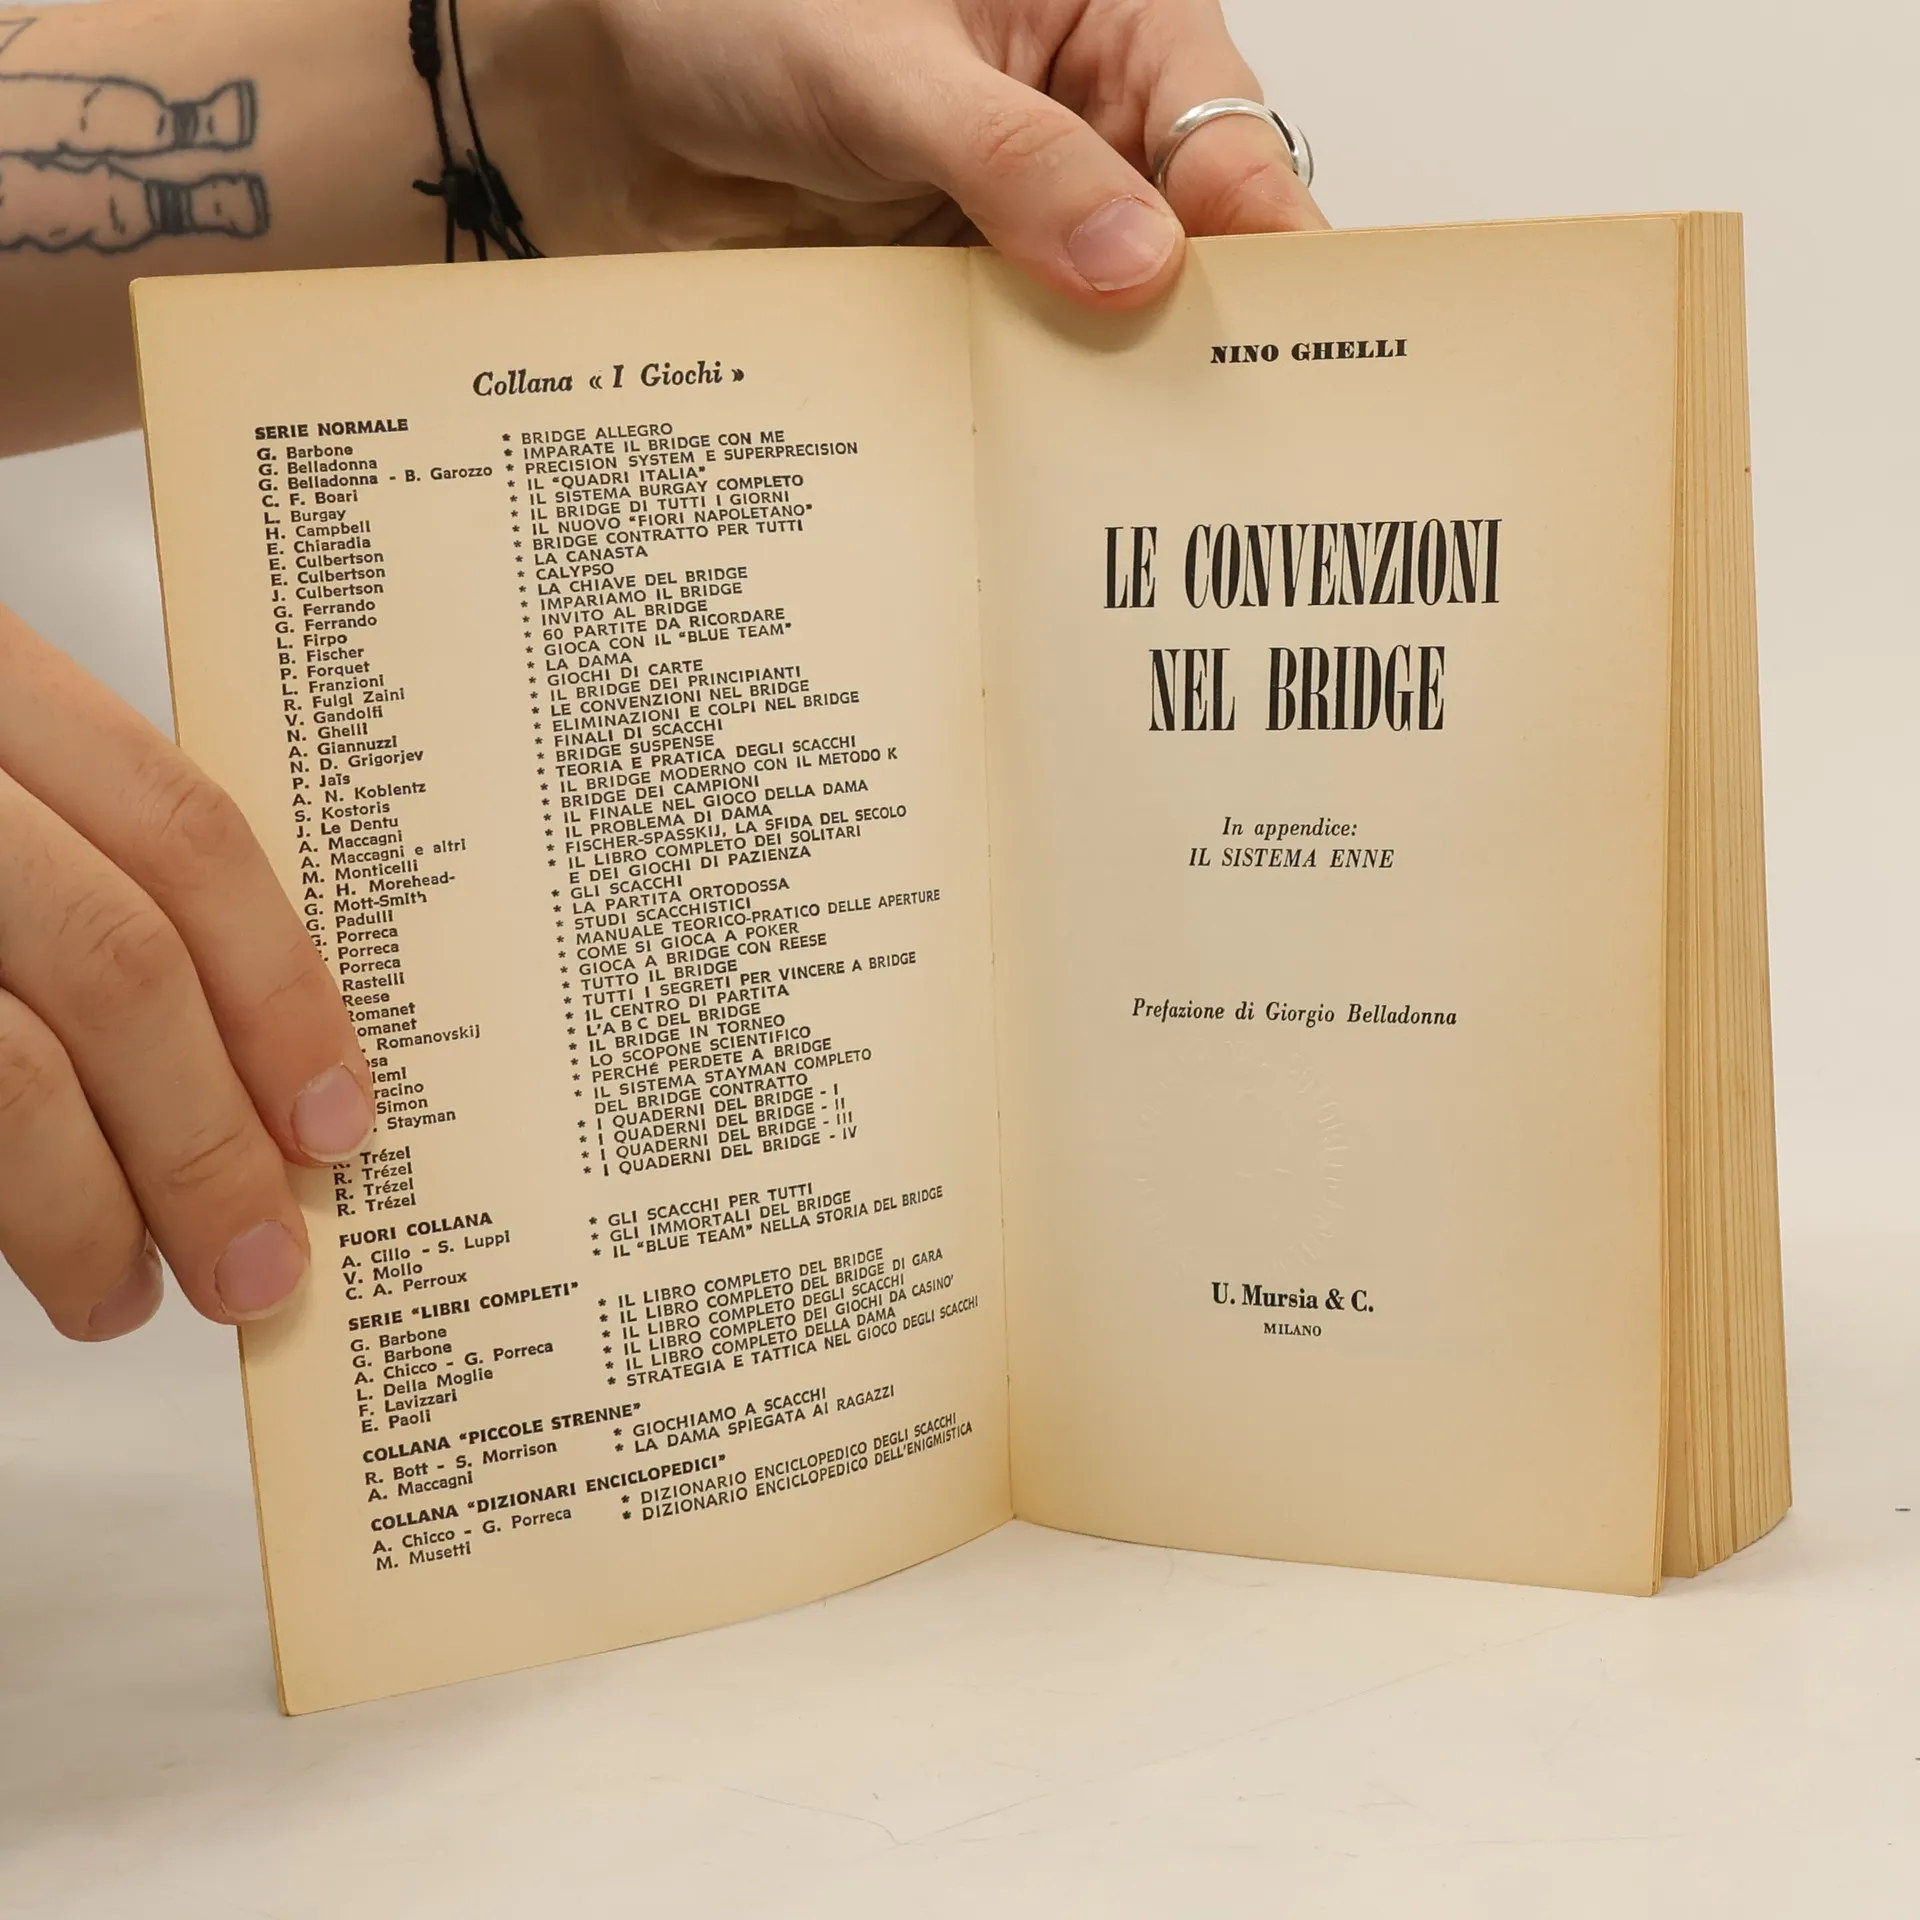 Collana « I Giochi »
SERIE NORMALE
G. Barbone * BRIDGE ALLEGRO
G. Belladonna * IMPARATE IL BRIDGE CON ME
G. Belladonna - B. Garozzo * PRECISION SYSTEM E SUPERPRECISION
C. F. Boari * IL "QUADRI ITALIA"
L. Burgay * IL SISTEMA BURGAY COMPLETO
H. Campbell * IL BRIDGE DI TUTTI I GIORNI
E. Chiaradia * IL NUOVO "FIORI NAPOLETANO"
E. Culbertson * BRIDGE CONTRATTO PER TUTTI
E. Culbertson * LA CANASTA
J. Culbertson * CALYPSO
G. Ferrando * LA CHIAVE DEL BRIDGE
G. Ferrando * IMPARIAMO IL BRIDGE
L. Firpo * INVITO AL BRIDGE
B. Fischer * 60 PARTITE DA RICORDARE
P. Forquet * GIOCA CON IL "BLUE TEAM"
L. Franzioni * LA DAMA
R. Fulgi Zaini * GIOCHI DI CARTE
V. Gandolfi * IL BRIDGE DEI PRINCIPIANTI
N. Ghelli * LE CONVENZIONI NEL BRIDGE
A. Giannuzzi * ELIMINAZIONI E COLPI NEL BRIDGE
N. D. Grigorjev * FINALI DI SCACCHI
P. Jaïs * BRIDGE SUSPENSE
A. N. Koblentz * TEORIA E PRATICA DEGLI SCACCHI
S. Kostoris * IL BRIDGE MODERNO CON IL METODO K
J. Le Dentu * BRIDGE DEI CAMPIONI
A. Maccagni * IL FINALE NEL GIOCO DELLA DAMA
A. Maccagni e altri * IL PROBLEMA DI DAMA
M. Monticelli * FISCHER-SPASSKIJ, LA SFIDA DEL SECOLO
A. H. Morehead- * IL LIBRO COMPLETO DEI SOLITARI
G. Mott-Smith E DEI GIOCHI DI PAZIENZA
G. Padulli * GLI SCACCHI
G. Porreca * LA PARTITA ORTODOSSA
Porreca * STUDI SCACCHISTICI
Porreca * MANUALE TEORICO-PRATICO DELLE APERTURE
Rastelli * COME SI GIOCA A POKER
Reese * GIOCA A BRIDGE CON REESE
Romanet * TUTTO IL BRIDGE
omanet * TUTTI I SEGRETI PER VINCERE A BRIDGE
. Romanovskij * IL CENTRO DI PARTITA
osa * L'A B C DEL BRIDGE
lemi * IL BRIDGE IN TORNEO
racino * LO SCOPONE SCIENTIFICO
Simon * PERCHÉ PERDETE A BRIDGE
. Stayman * IL SISTEMA STAYMAN COMPLETO
DEL BRIDGE CONTRATTO
R. Trézel * I QUADERNI DEL BRIDGE - I
R. Trézel * I QUADERNI DEL BRIDGE - II
R. Trézel * I QUADERNI DEL BRIDGE - III
R. Trézel * I QUADERNI DEL BRIDGE - IV
FUORI COLLANA
A. Cillo - S. Luppi * GLI SCACCHI PER TUTTI
V. Mollo * GLI IMMORTALI DEL BRIDGE
C. A. Perroux * IL "BLUE TEAM" NELLA STORIA DEL BRIDGE
SERIE "LIBRI COMPLETI"
G. Barbone * IL LIBRO COMPLETO DEL BRIDGE
G. Barbone * IL LIBRO COMPLETO DEL BRIDGE DI GARA
A. Chicco - G. Porreca * IL LIBRO COMPLETO DEGLI SCACCHI
L. Della Moglie * IL LIBRO COMPLETO DEI GIOCHI DA CASINO'
F. Lavizzari * IL LIBRO COMPLETO DELLA DAMA
E. Paoli * STRATEGIA E TATTICA NEL GIOCO DEGLI SCACCHI
COLLANA "PICCOLE STRENNE"
R. Bott - S. Morrison * GIOCHIAMO A SCACCHI
A. Maccagni * LA DAMA SPIEGATA AI RAGAZZI
COLLANA "DIZIONARI ENCICLOPEDICI"
A. Chicco - G. Porreca * DIZIONARIO ENCICLOPEDICO DEGLI SCACCHI
M. Musetti * DIZIONARIO ENCICLOPEDICO DELL'ENIGMISTICA
NINO GHELLI
LE CONVENZIONI
NEL BRIDGE
In appendice:
IL SISTEMA ENNE
Prefazione di Giorgio Belladonna
U. Mursia & C.
MILANO